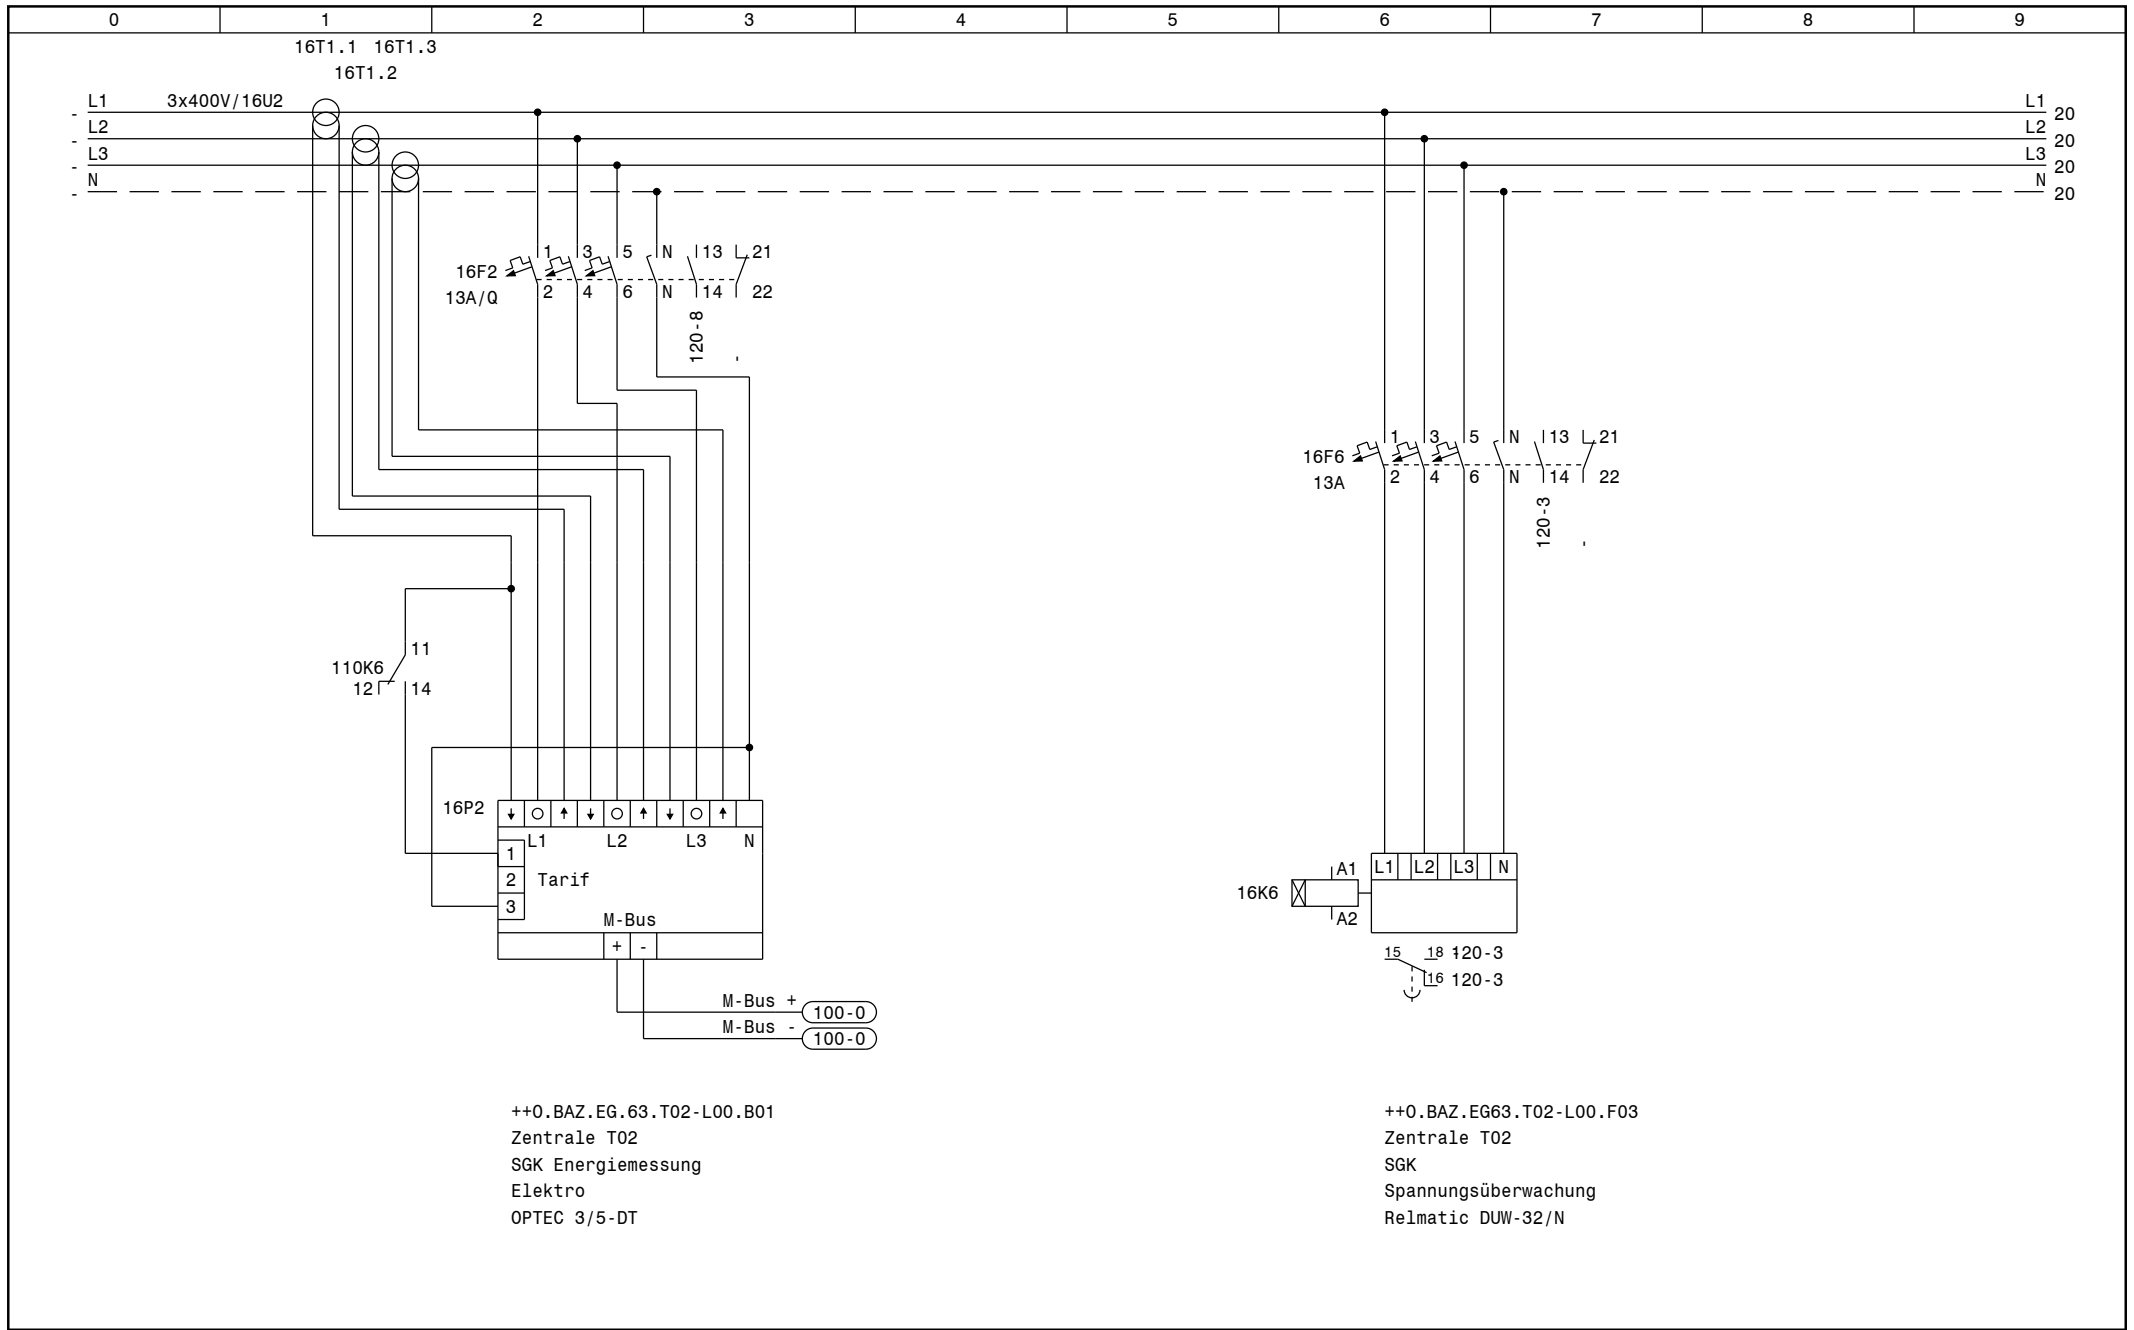 0 1 2 3 4 5 6 7 8 9
16T1.1 16T1.3
16T1.2
L1 3x400V/16U2 L1
- 20
L2 L2
- 20
L3 L3
- 20
N N
- 20
1 3 5 N 13 21
16F2
2 4 6 N 14 22
13A/Q
120-8
-
1 3 5 N 13 21
16F6
2 4 6 N 14 22
13A
120-3
-
11
110K6
12 14
16P2
L1 L2 L3 N
1
2 Tarif
3
M-Bus
+ -
M-Bus +
100-0
M-Bus -
100-0
L1 L2 L3 N
A1
16K6
A2
15 18 120-3
16 120-3
++0.BAZ.EG.63.T02-L00.B01
Zentrale T02
SGK Energiemessung
Elektro
OPTEC 3/5-DT
++0.BAZ.EG63.T02-L00.F03
Zentrale T02
SGK
Spannungsüberwachung
Relmatic DUW-32/N